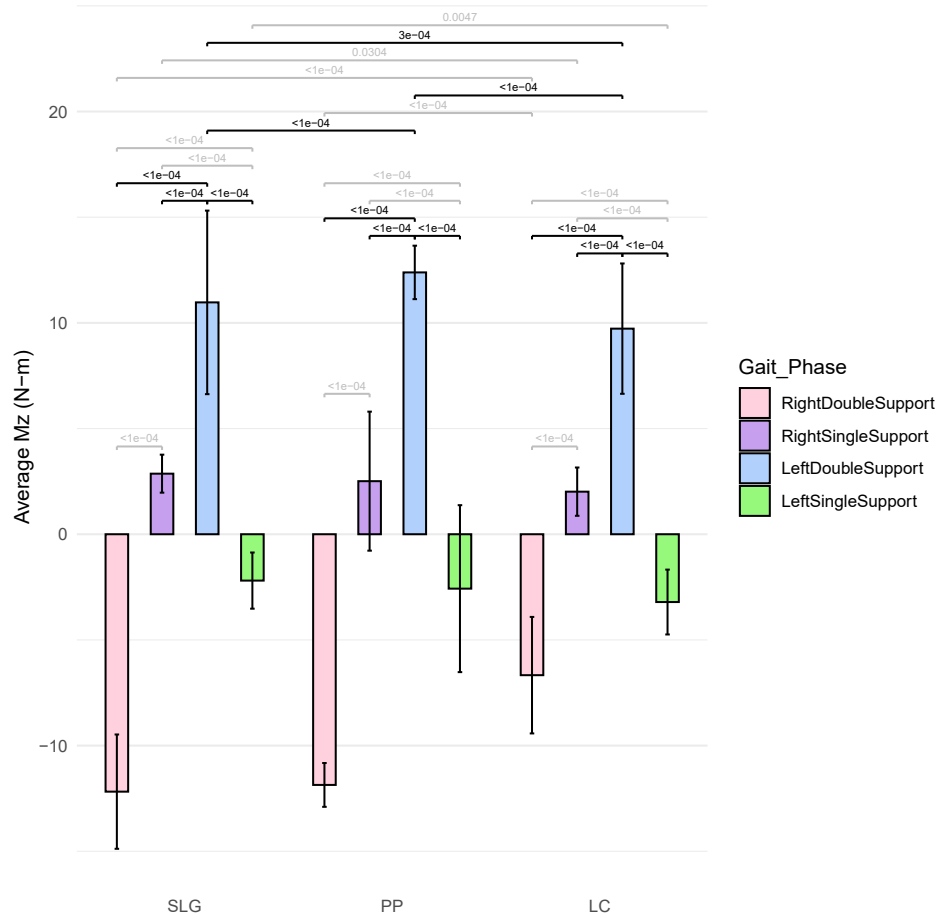 0.0047
3e−04
0.0304
<1e−04
<1e−04
<1e−04
<1e−04
<1e−04
<1e−04
<1e−04
<1e−04 <1e−04
<1e−04
<1e−04
<1e−04
<1e−04 <1e−04
<1e−04
<1e−04
<1e−04
<1e−04 <1e−04
<1e−04
<1e−04
<1e−04
20
10
0
−10
Average Mz (N−m)
SLG PP LC
Gait_Phase
RightDoubleSupport
RightSingleSupport
LeftDoubleSupport
LeftSingleSupport